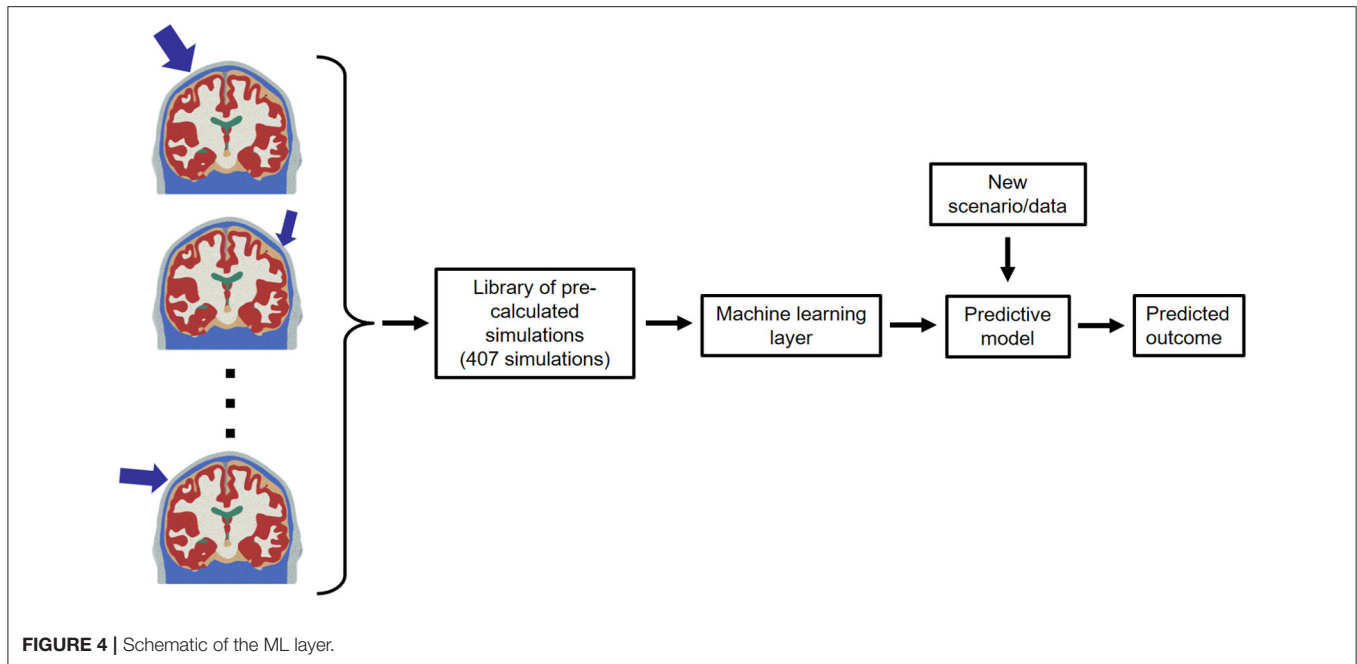 New
scenario/data
Library of pre-
calculated
simulations
(407 simulations)
Machine learning
layer
Predictive
model
Predicted
outcome
FIGURE 4 | Schematic of the ML layer.